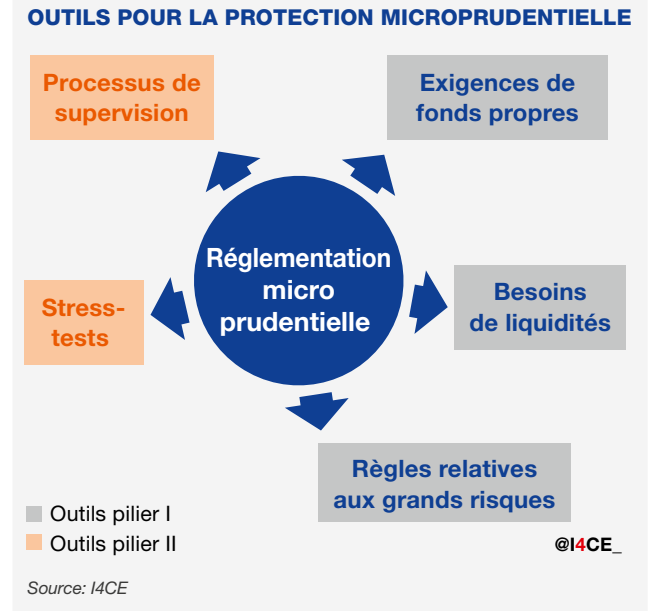 OUTILS POUR LA PROTECTION MICROPRUDENTIELLE
Processus de
supervision
Exigences de
fonds propres
Réglementation
micro
prudentielle
Stress-
tests
Besoins
de liquidités
Règles relatives
aux grands risques
Outils pilier I
Outils pilier II
@I4CE_
Source: I4CE